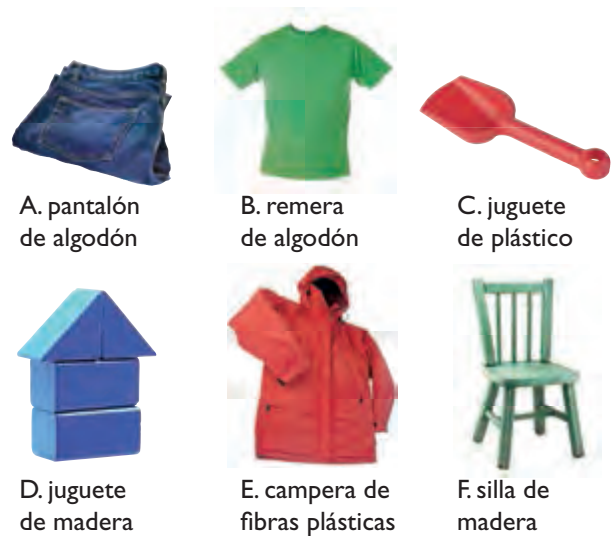 A. pantalón
de algodón
B. remera
de algodón
C. juguete
de plástico
D. juguete
de madera
E. campera de
fibras plásticas
F. silla de
madera